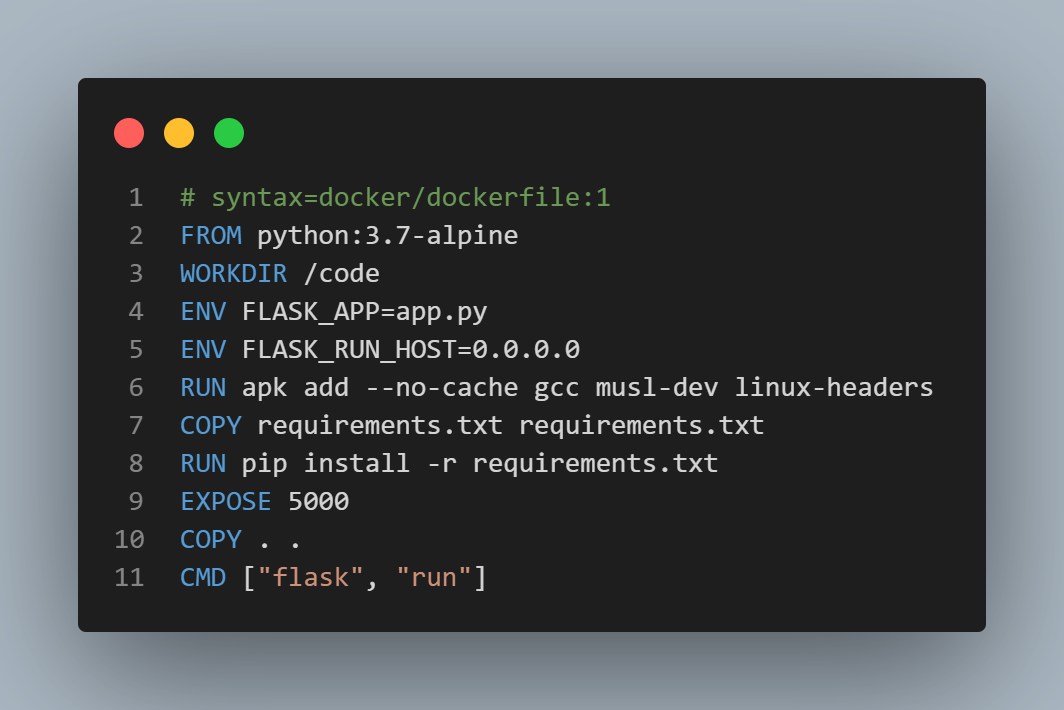 1 # syntax=docker/dockerfile:1
2 FROM python:3.7-alpine
3 WORKDIR /code
4 ENV FLASK_APP=app.py
5 ENV FLASK_RUN_HOST=0.0.0.0
6 RUN apk add --no-cache gcc musl-dev linux-headers
7 COPY requirements.txt requirements.txt
8 RUN pip install -r requirements.txt
9 EXPOSE 5000
10 COPY . .
11 CMD ["flask", "run"]